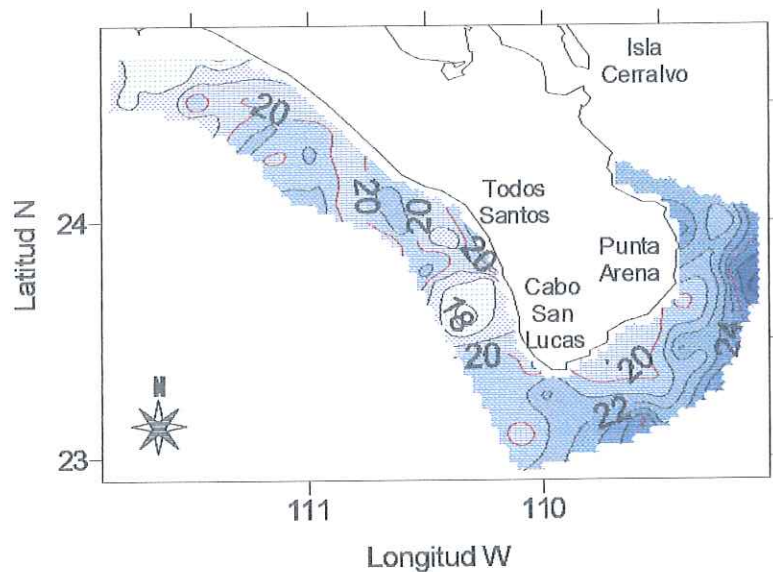 Isla
Cerralvo
20
Todos
Santos
20
20
20
Punta
Arena
Cabo
San
Lucas
18
20
20
24
22
Latitud N
24
23
N
111
110
Longitud W